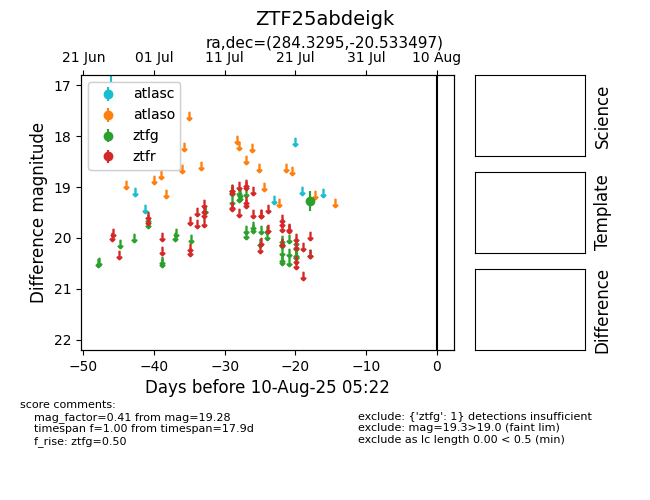 ZTF25abdeigk
ra,dec=(284.3295,-20.533497)
21 Jun 01 Jul 11 Jul 21 Jul 31 Jul 10 Aug
17
18
19
20
21
22
Difference magnitude
atlasc
atlaso
ztfg
ztfr
−50 −40 −30 −20 −10 0
Days before 10-Aug-25 05:22
Science
Template
Difference
score comments:
mag_factor=0.41 from mag=19.28
timespan f=1.00 from timespan=17.9d
f_rise: ztfg=0.50
exclude: {'ztfg': 1} detections insufficient
exclude: mag=19.3>19.0 (faint lim)
exclude as lc length 0.00 < 0.5 (min)